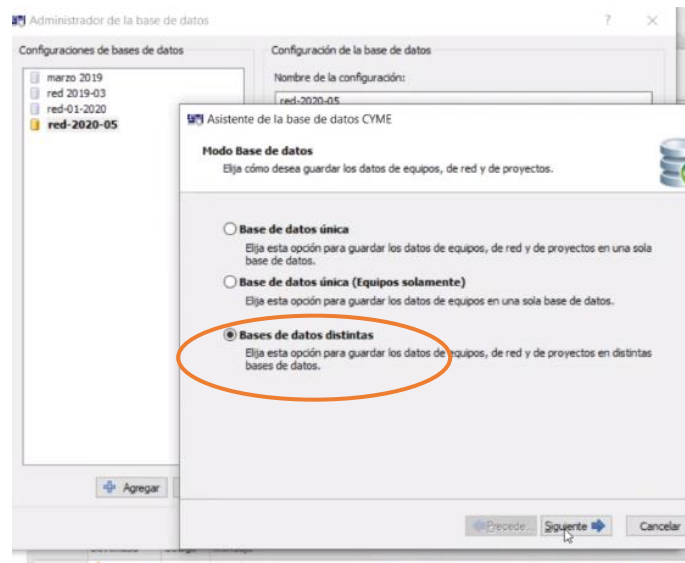 Administrador de la base de datos
Configuraciones de bases de datos
marzo 2019
red 2019-03
red-01-2020
red-2020-05
Agregar
Configuración de la base de datos
Nombre de la configuración:
red-2020-05
Asistente de la base de datos CYME
Modo Base de datos
Elija cómo desea guardar los datos de equipos, de red y de proyectos.
Base de datos única
Elija esta opción para guardar los datos de equipos, de red y de proyectos en una sola
base de datos.
Base de datos única (Equipos solamente)
Elija esta opción para guardar los datos de equipos en una sola base de datos.
Bases de datos distintas
Elija esta opción para guardar los datos de equipos, de red y de proyectos en distintas
bases de datos.
Precede...
Siguiente
Cancelar